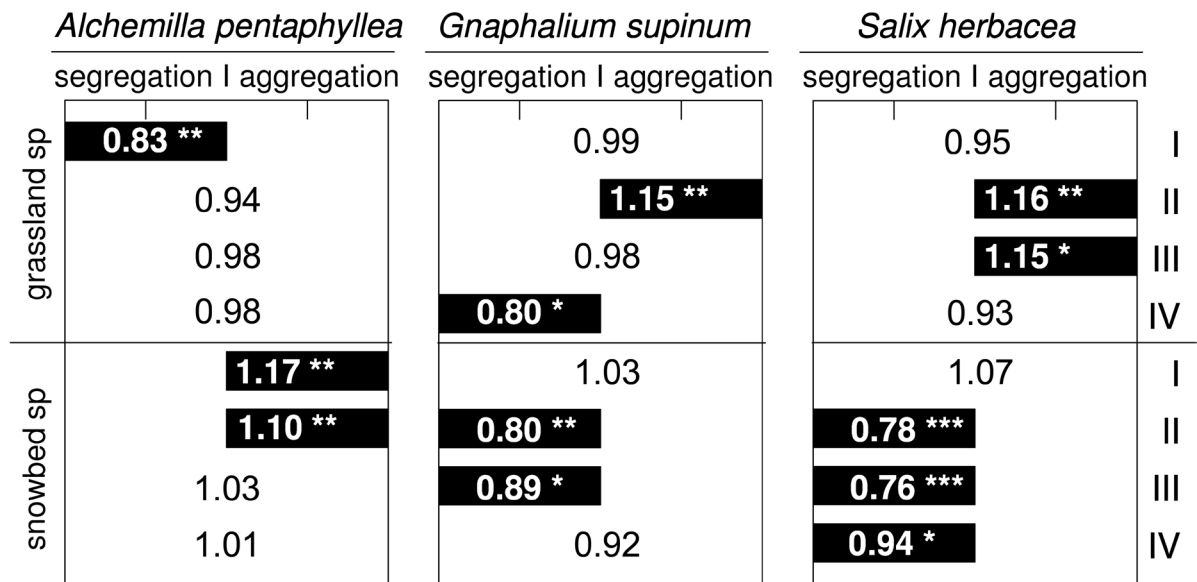 Alchemilla pentaphyllea Gnaphalium supinum Salix herbacea
segregation I aggregation segregation I aggregation segregation I aggregation
grassland sp
0.83 ** 0.99 0.95 I
0.94 1.15 ** 1.16 ** II
0.98 0.98 1.15 * III
0.98 0.80 * 0.93 IV
snowbed sp
1.17 ** 1.03 1.07 I
1.10 ** 0.80 ** 0.78 *** II
1.03 0.89 * 0.76 *** III
1.01 0.92 0.94 * IV